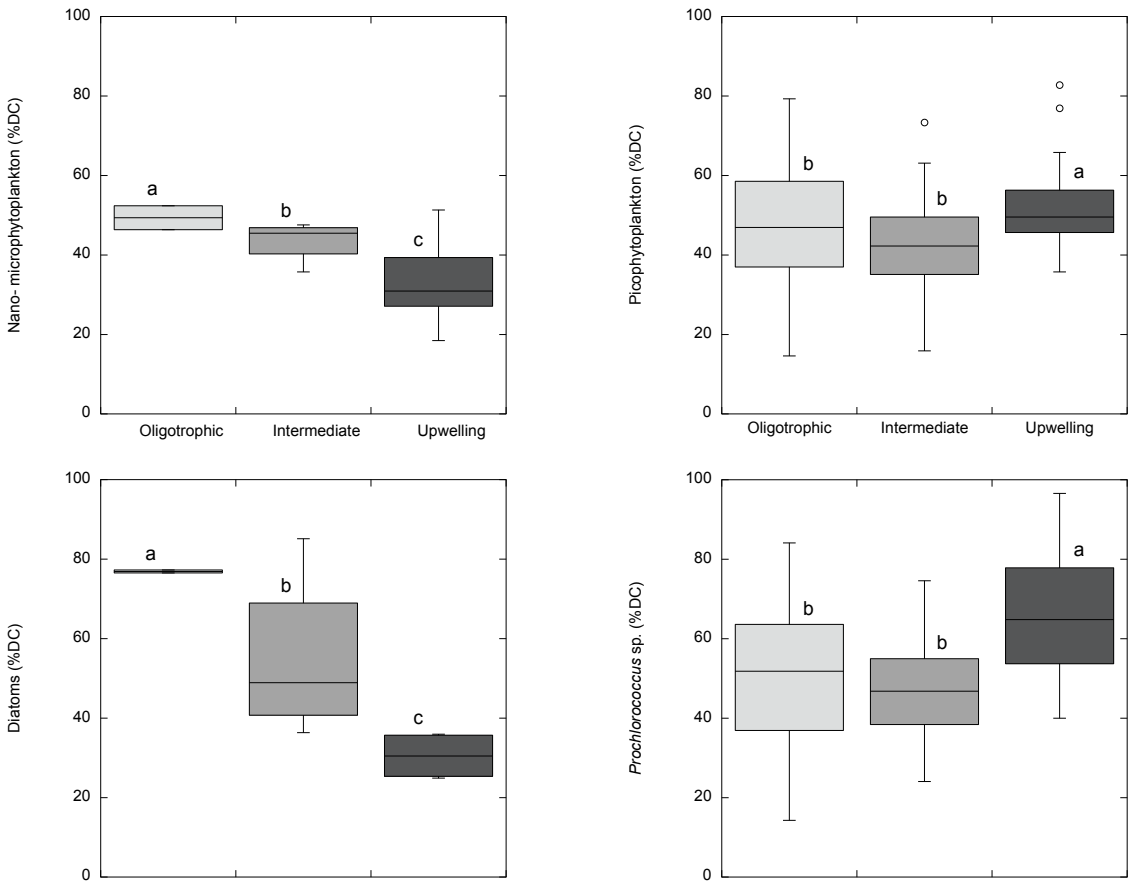 100
80
60
40
20
0
Nano- microphytoplankton (%DC)
a
b
c
Oligotrophic Intermediate Upwelling
100
80
60
40
20
0
Picophytoplankton (%DC)
b
b
a
Oligotrophic Intermediate Upwelling
100
80
60
40
20
0
Diatoms (%DC)
a
b
c
100
80
60
40
20
0
Prochlorococcus sp. (%DC)
b
b
a